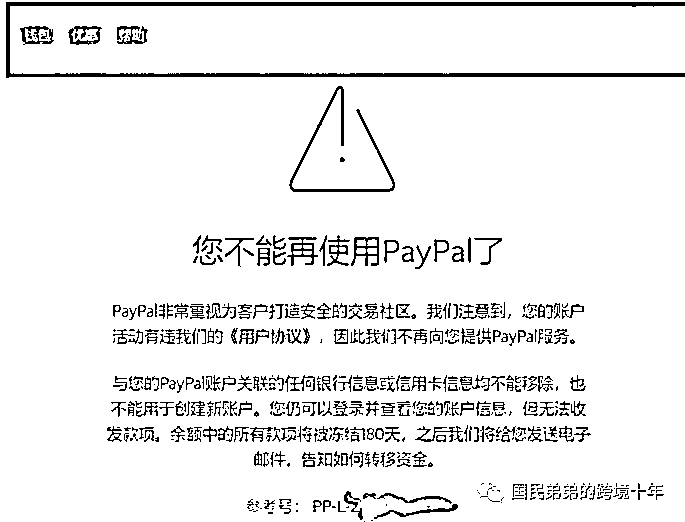 钱包 优惠 帮助
您不能再使用PayPal了
PayPal非常重视为客户打造安全的交易社区。我们注意到，您的账户
活动有违我们的《用户协议》，因此我们不再向您提供PayPal服务。
与您的PayPal账户关联的任何银行信息或信用卡信息均不能移除，也
不能用于创建新账户。您仍可以登录并查看您的账户信息，但无法收
发款项。余额中的所有款项将被冻结180天，之后我们将给您发送电子
邮件，告知如何转移资金。
参考号： PP-L-
国民弟弟的跨境十年